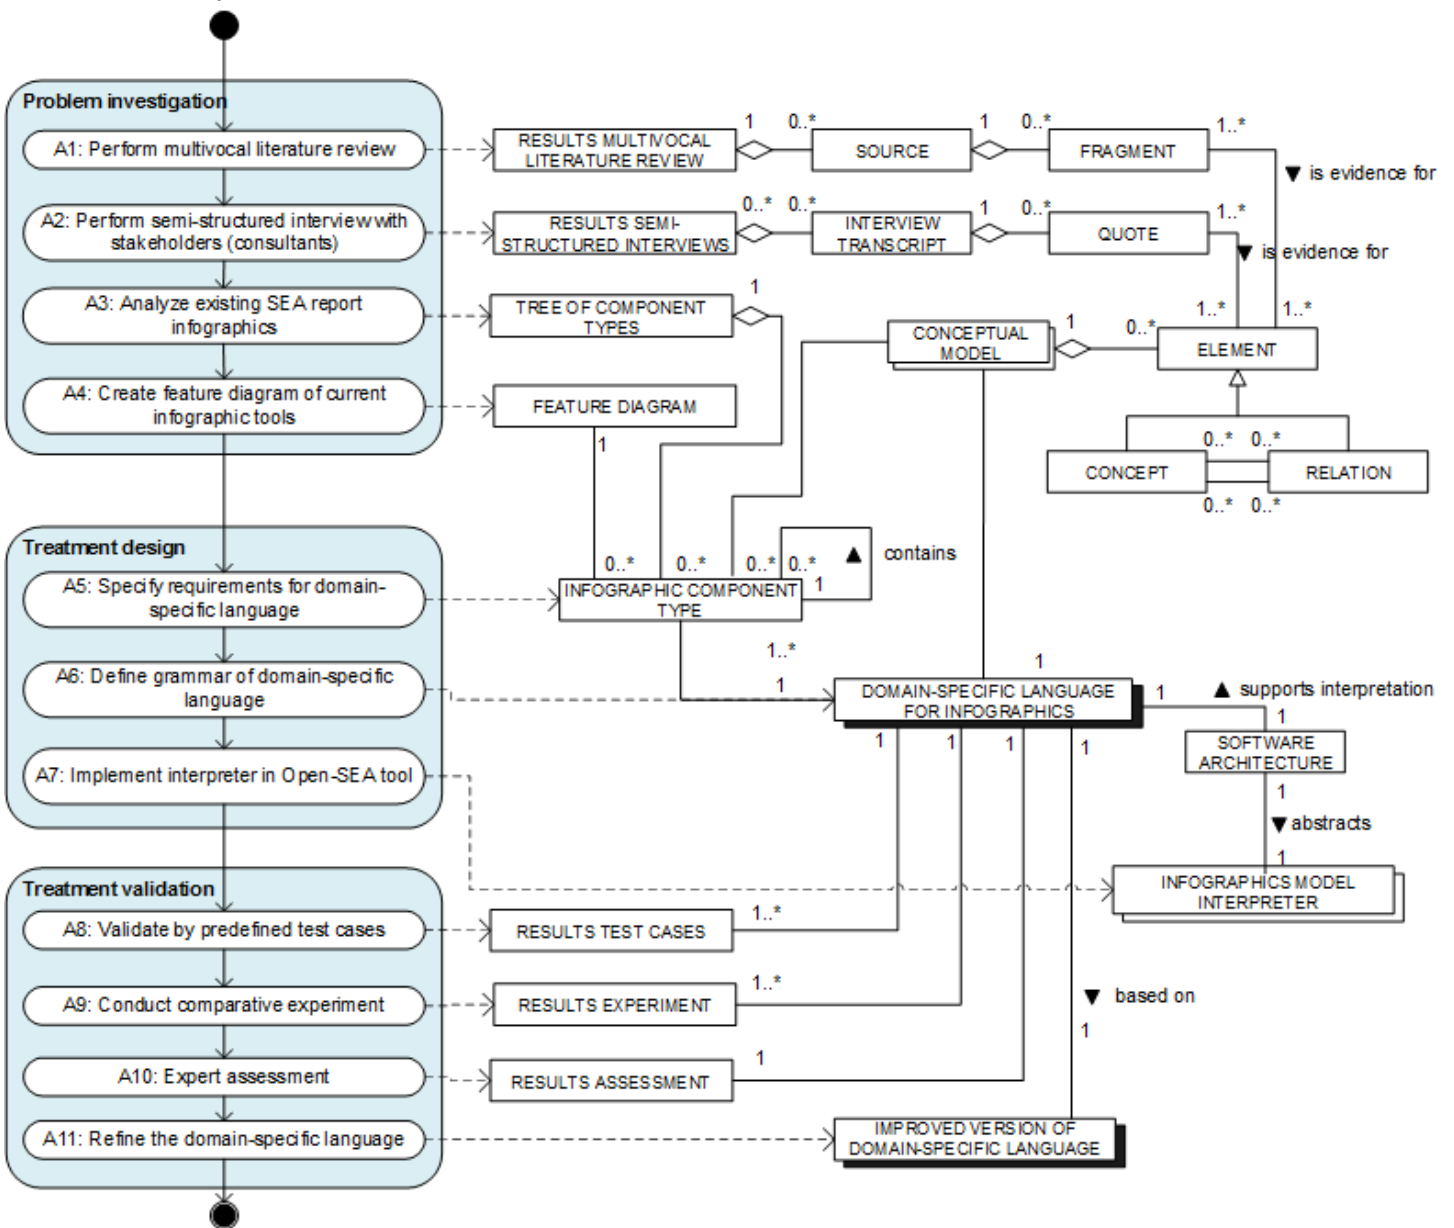 Problem investigation
A1: Perform multivocal literature review
A2: Perform semi-structured interview with
stakeholders (consultants)
A3: Analyze existing SEA report
infographics
A4: Create feature diagram of current
infographic tools
RESULTS MULTIVOCAL
LITERATURE REVIEW
1
0..*
SOURCE
1
0..*
FRAGMENT
1..*
▼ is evidence for
RESULTS SEMI-
STRUCTURED INTERVIEWS
0..*
0..*
INTERVIEW
TRANSCRIPT
1
0..*
QUOTE
1..*
▼ is evidence for
TREE OF COMPONENT
TYPES
1
CONCEPTUAL
MODEL
1
0..*
1..*
1..*
ELEMENT
FEATURE DIAGRAM
1
CONCEPT
0..*
0..*
RELATION
0..*
0..*
Treatment design
A5: Specify requirements for domain-
specific language
A6: Define grammar of domain-specific
language
A7: Implement interpreter in Open-SEA tool
0..*
0..*
0..*
0..*
▲ contains
1
INFOGRAPHIC COMPONENT
TYPE
1..*
1
1
DOMAIN-SPECIFIC LANGUAGE
FOR INFOGRAPHICS
1
▲ supports interpretation
1
SOFTWARE
ARCHITECTURE
1
▼ abstracts
1
INFOGRAPHICS MODEL
INTERPRETER
1
1
1
1
Treatment validation
A8: Validate by predefined test cases
A9: Conduct comparative experiment
A10: Expert assessment
A11: Refine the domain-specific language
RESULTS TEST CASES
1..*
RESULTS EXPERIMENT
1..*
RESULTS ASSESSMENT
1
▼ based on
1
IMPROVED VERSION OF
DOMAIN-SPECIFIC LANGUAGE